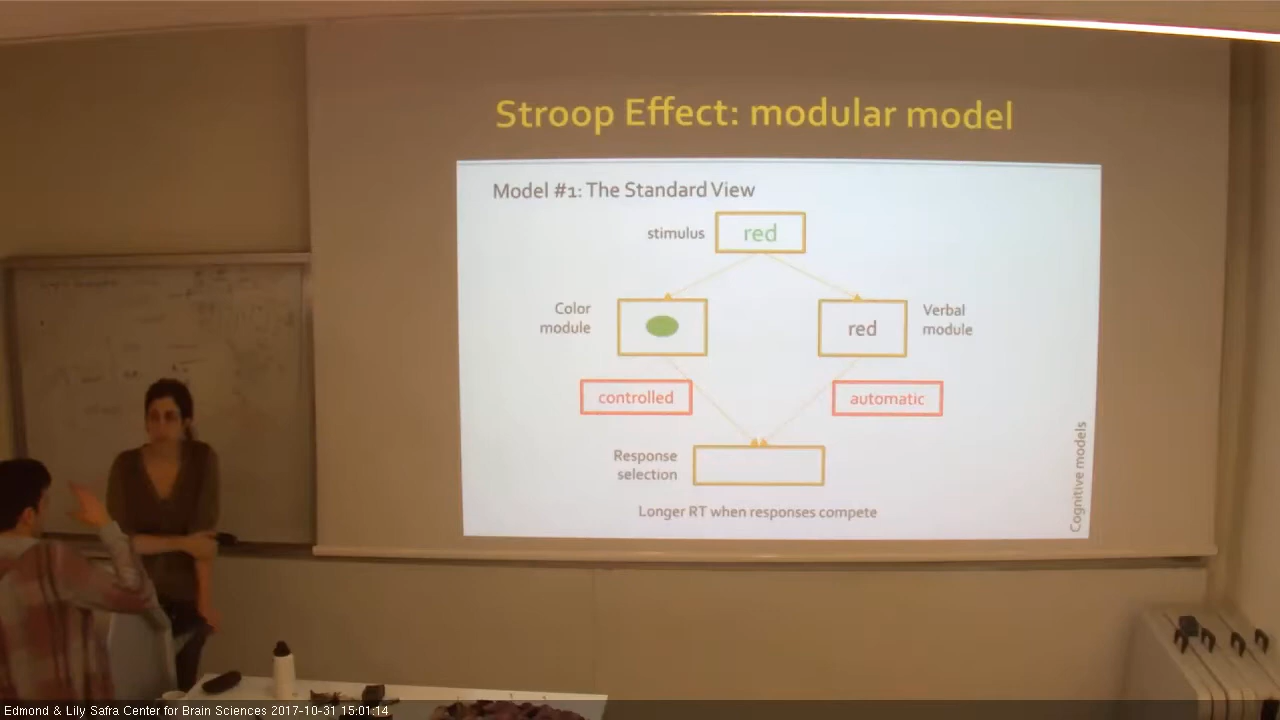 Stroop Effect: modular model
Model #1: The Standard View
stimulus
red
Color
module
red
Verbal
module
controlled
automatic
Response
selection
Longer RT when responses compete
Cognitive models
Edmond & Lily Safra Center for Brain Sciences 2017-10-31 15:01:14